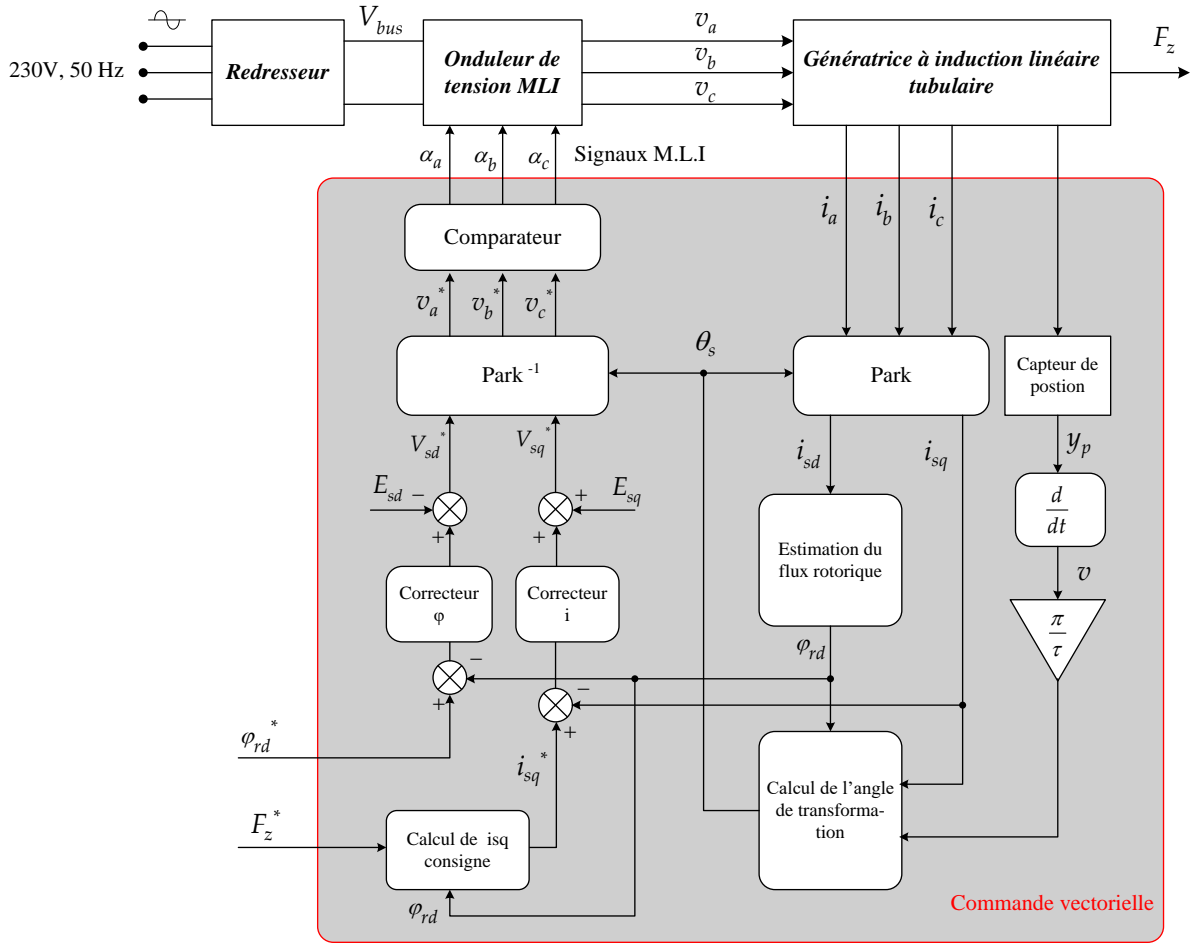 230V, 50 Hz
Redresseur
V_bus
Onduleur de
tension MLI
v_a
v_b
v_c
Génératrice à induction linéaire
tubulaire
F_z
α_a
α_b
α_c
Signaux M.L.I
i_a
i_b
i_c
Comparateur
v_a*
v_b*
v_c*
θ_s
Park ⁻¹
Park
Capteur de
postion
V_sd*
V_sq*
i_sd
i_sq
y_p
E_sd
−
+
E_sq
+
+
d
dt
Estimation du
flux rotorique
v
Correcteur
φ
Correcteur
i
π
τ
φ_rd
−
+
−
+
φ_rd*
i_sq*
Calcul de l’angle
de transforma-
tion
F_z*
Calcul de isq
consigne
φ_rd
Commande vectorielle